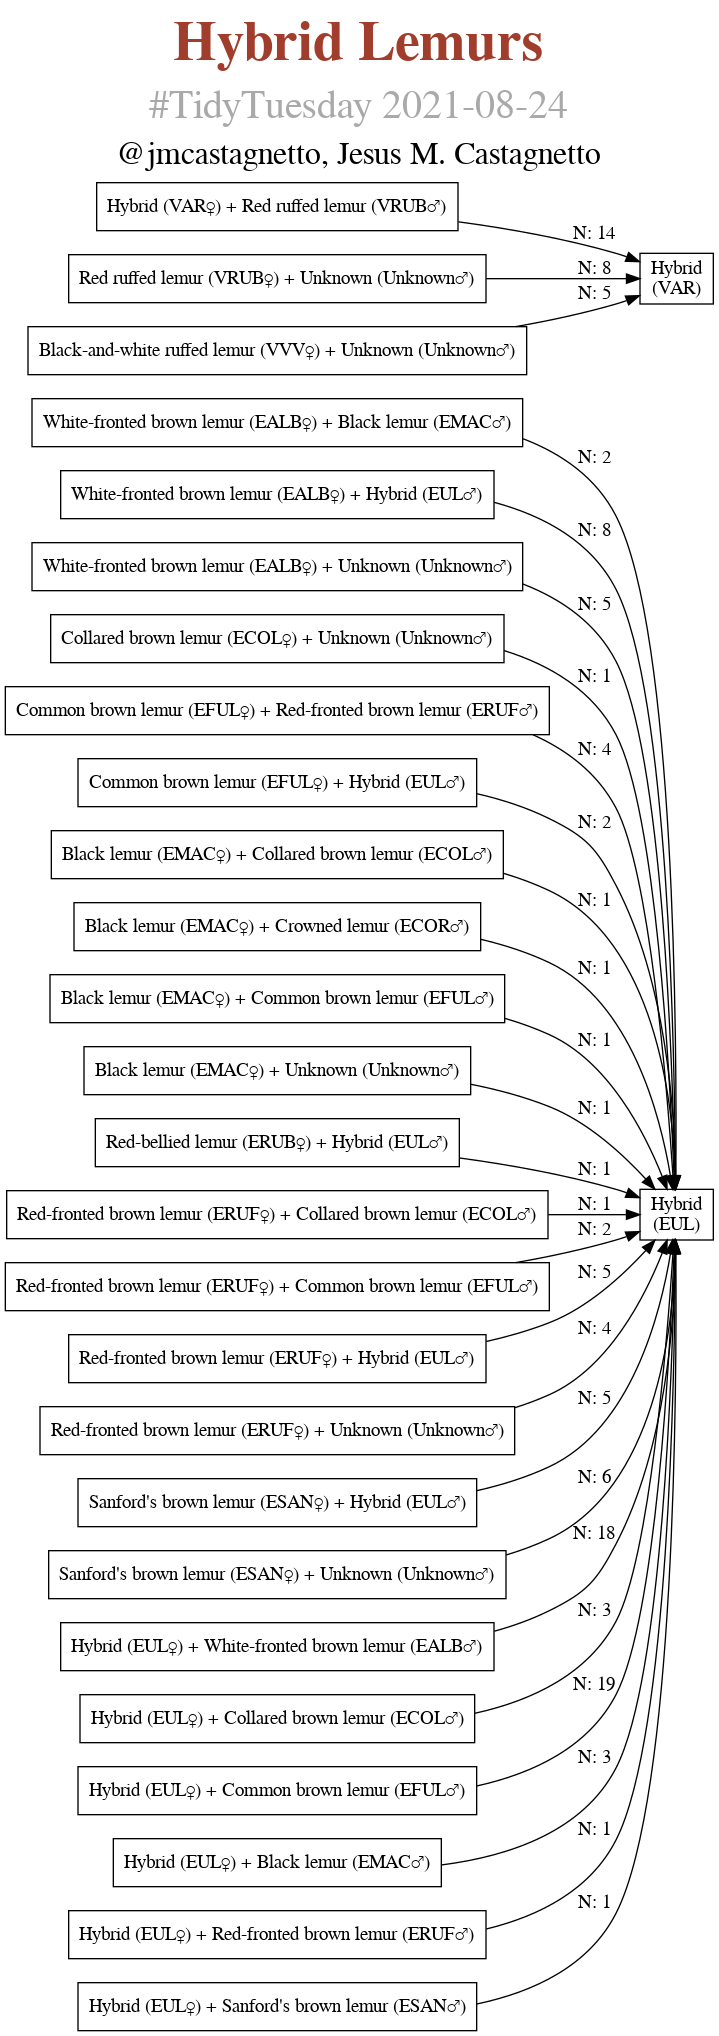 Hybrid Lemurs
#TidyTuesday 2021-08-24
@jmcastagnetto, Jesus M. Castagnetto
Hybrid (VAR♀) + Red ruffed lemur (VRUB♂)
N: 14
Red ruffed lemur (VRUB♀) + Unknown (Unknown♂)
N: 8
Hybrid
(VAR)
N: 5
Black-and-white ruffed lemur (VVV♀) + Unknown (Unknown♂)
White-fronted brown lemur (EALB♀) + Black lemur (EMAC♂)
N: 2
White-fronted brown lemur (EALB♀) + Hybrid (EUL♂)
N: 8
White-fronted brown lemur (EALB♀) + Unknown (Unknown♂)
N: 5
Collared brown lemur (ECOL♀) + Unknown (Unknown♂)
N: 1
Common brown lemur (EFUL♀) + Red-fronted brown lemur (ERUF♂)
N: 4
Common brown lemur (EFUL♀) + Hybrid (EUL♂)
N: 2
Black lemur (EMAC♀) + Collared brown lemur (ECOL♂)
N: 1
Black lemur (EMAC♀) + Crowned lemur (ECOR♂)
N: 1
Black lemur (EMAC♀) + Common brown lemur (EFUL♂)
N: 1
Black lemur (EMAC♀) + Unknown (Unknown♂)
N: 1
Red-bellied lemur (ERUB♀) + Hybrid (EUL♂)
N: 1
Red-fronted brown lemur (ERUF♀) + Collared brown lemur (ECOL♂)
N: 1
Hybrid
(EUL)
N: 2
Red-fronted brown lemur (ERUF♀) + Common brown lemur (EFUL♂)
N: 5
Red-fronted brown lemur (ERUF♀) + Hybrid (EUL♂)
N: 4
Red-fronted brown lemur (ERUF♀) + Unknown (Unknown♂)
N: 5
Sanford's brown lemur (ESAN♀) + Hybrid (EUL♂)
N: 6
Sanford's brown lemur (ESAN♀) + Unknown (Unknown♂)
N: 18
Hybrid (EUL♀) + White-fronted brown lemur (EALB♂)
N: 3
Hybrid (EUL♀) + Collared brown lemur (ECOL♂)
N: 19
Hybrid (EUL♀) + Common brown lemur (EFUL♂)
N: 3
Hybrid (EUL♀) + Black lemur (EMAC♂)
N: 1
Hybrid (EUL♀) + Red-fronted brown lemur (ERUF♂)
N: 1
Hybrid (EUL♀) + Sanford's brown lemur (ESAN♂)